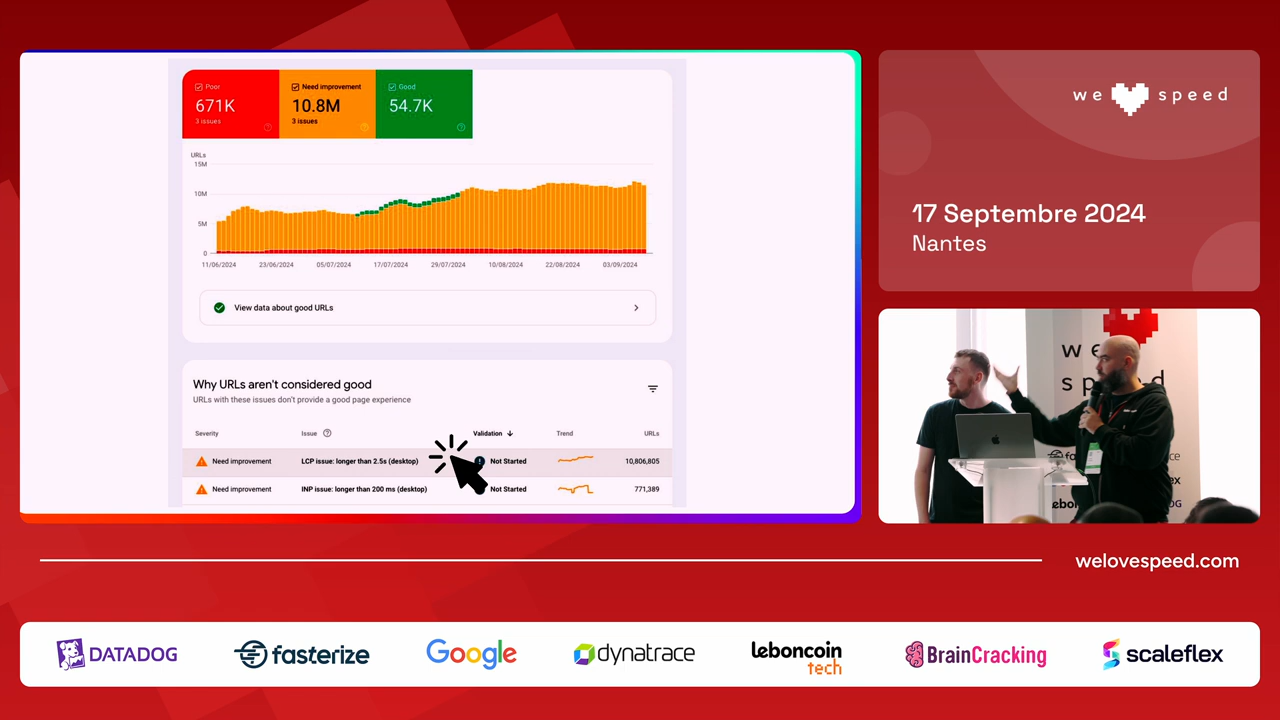 Poor
Need improvement
Good
671K
10.8M
54.7K
3 issues
3 issues
URLs
15M
10M
5M
0
11/06/2024
23/06/2024
05/07/2024
17/07/2024
29/07/2024
10/08/2024
22/08/2024
03/09/2024
View data about good URLs
Why URLs aren't considered good
URLs with these issues don't provide a good page experience
Severity
Issue
Validation
Trend
URLs
Need improvement
LCP issue: longer than 2.5s (desktop)
Not Started
10,806,805
Need improvement
INP issue: longer than 200 ms (desktop)
Not Started
771,389
we speed
17 Septembre 2024
Nantes
we
speed
welovespeed.com
DATADOG
fasterize
Google
dynatrace
leboncoin
tech
BrainCracking
scaleflex